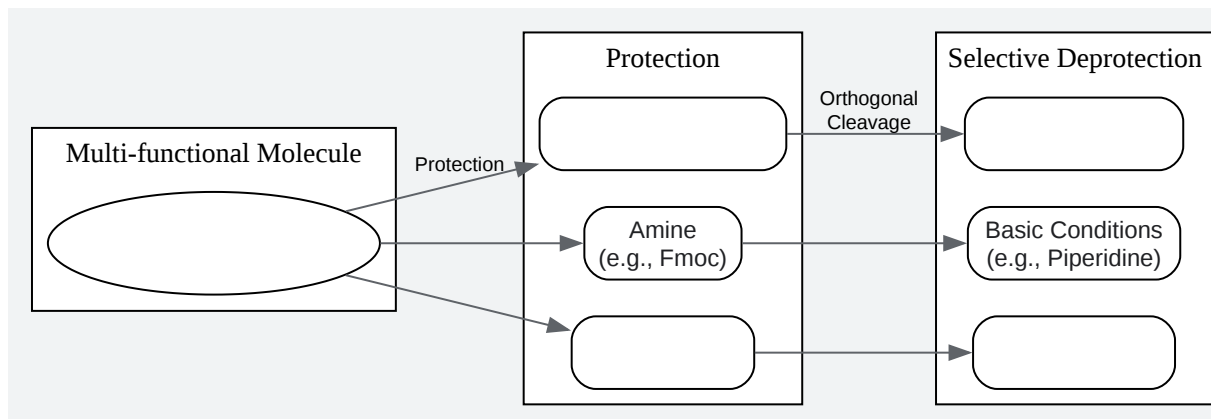 Multi-functional Molecule
Protection
Protection
Amine
(e.g., Fmoc)
Orthogonal
Cleavage
Selective Deprotection
Basic Conditions
(e.g., Piperidine)